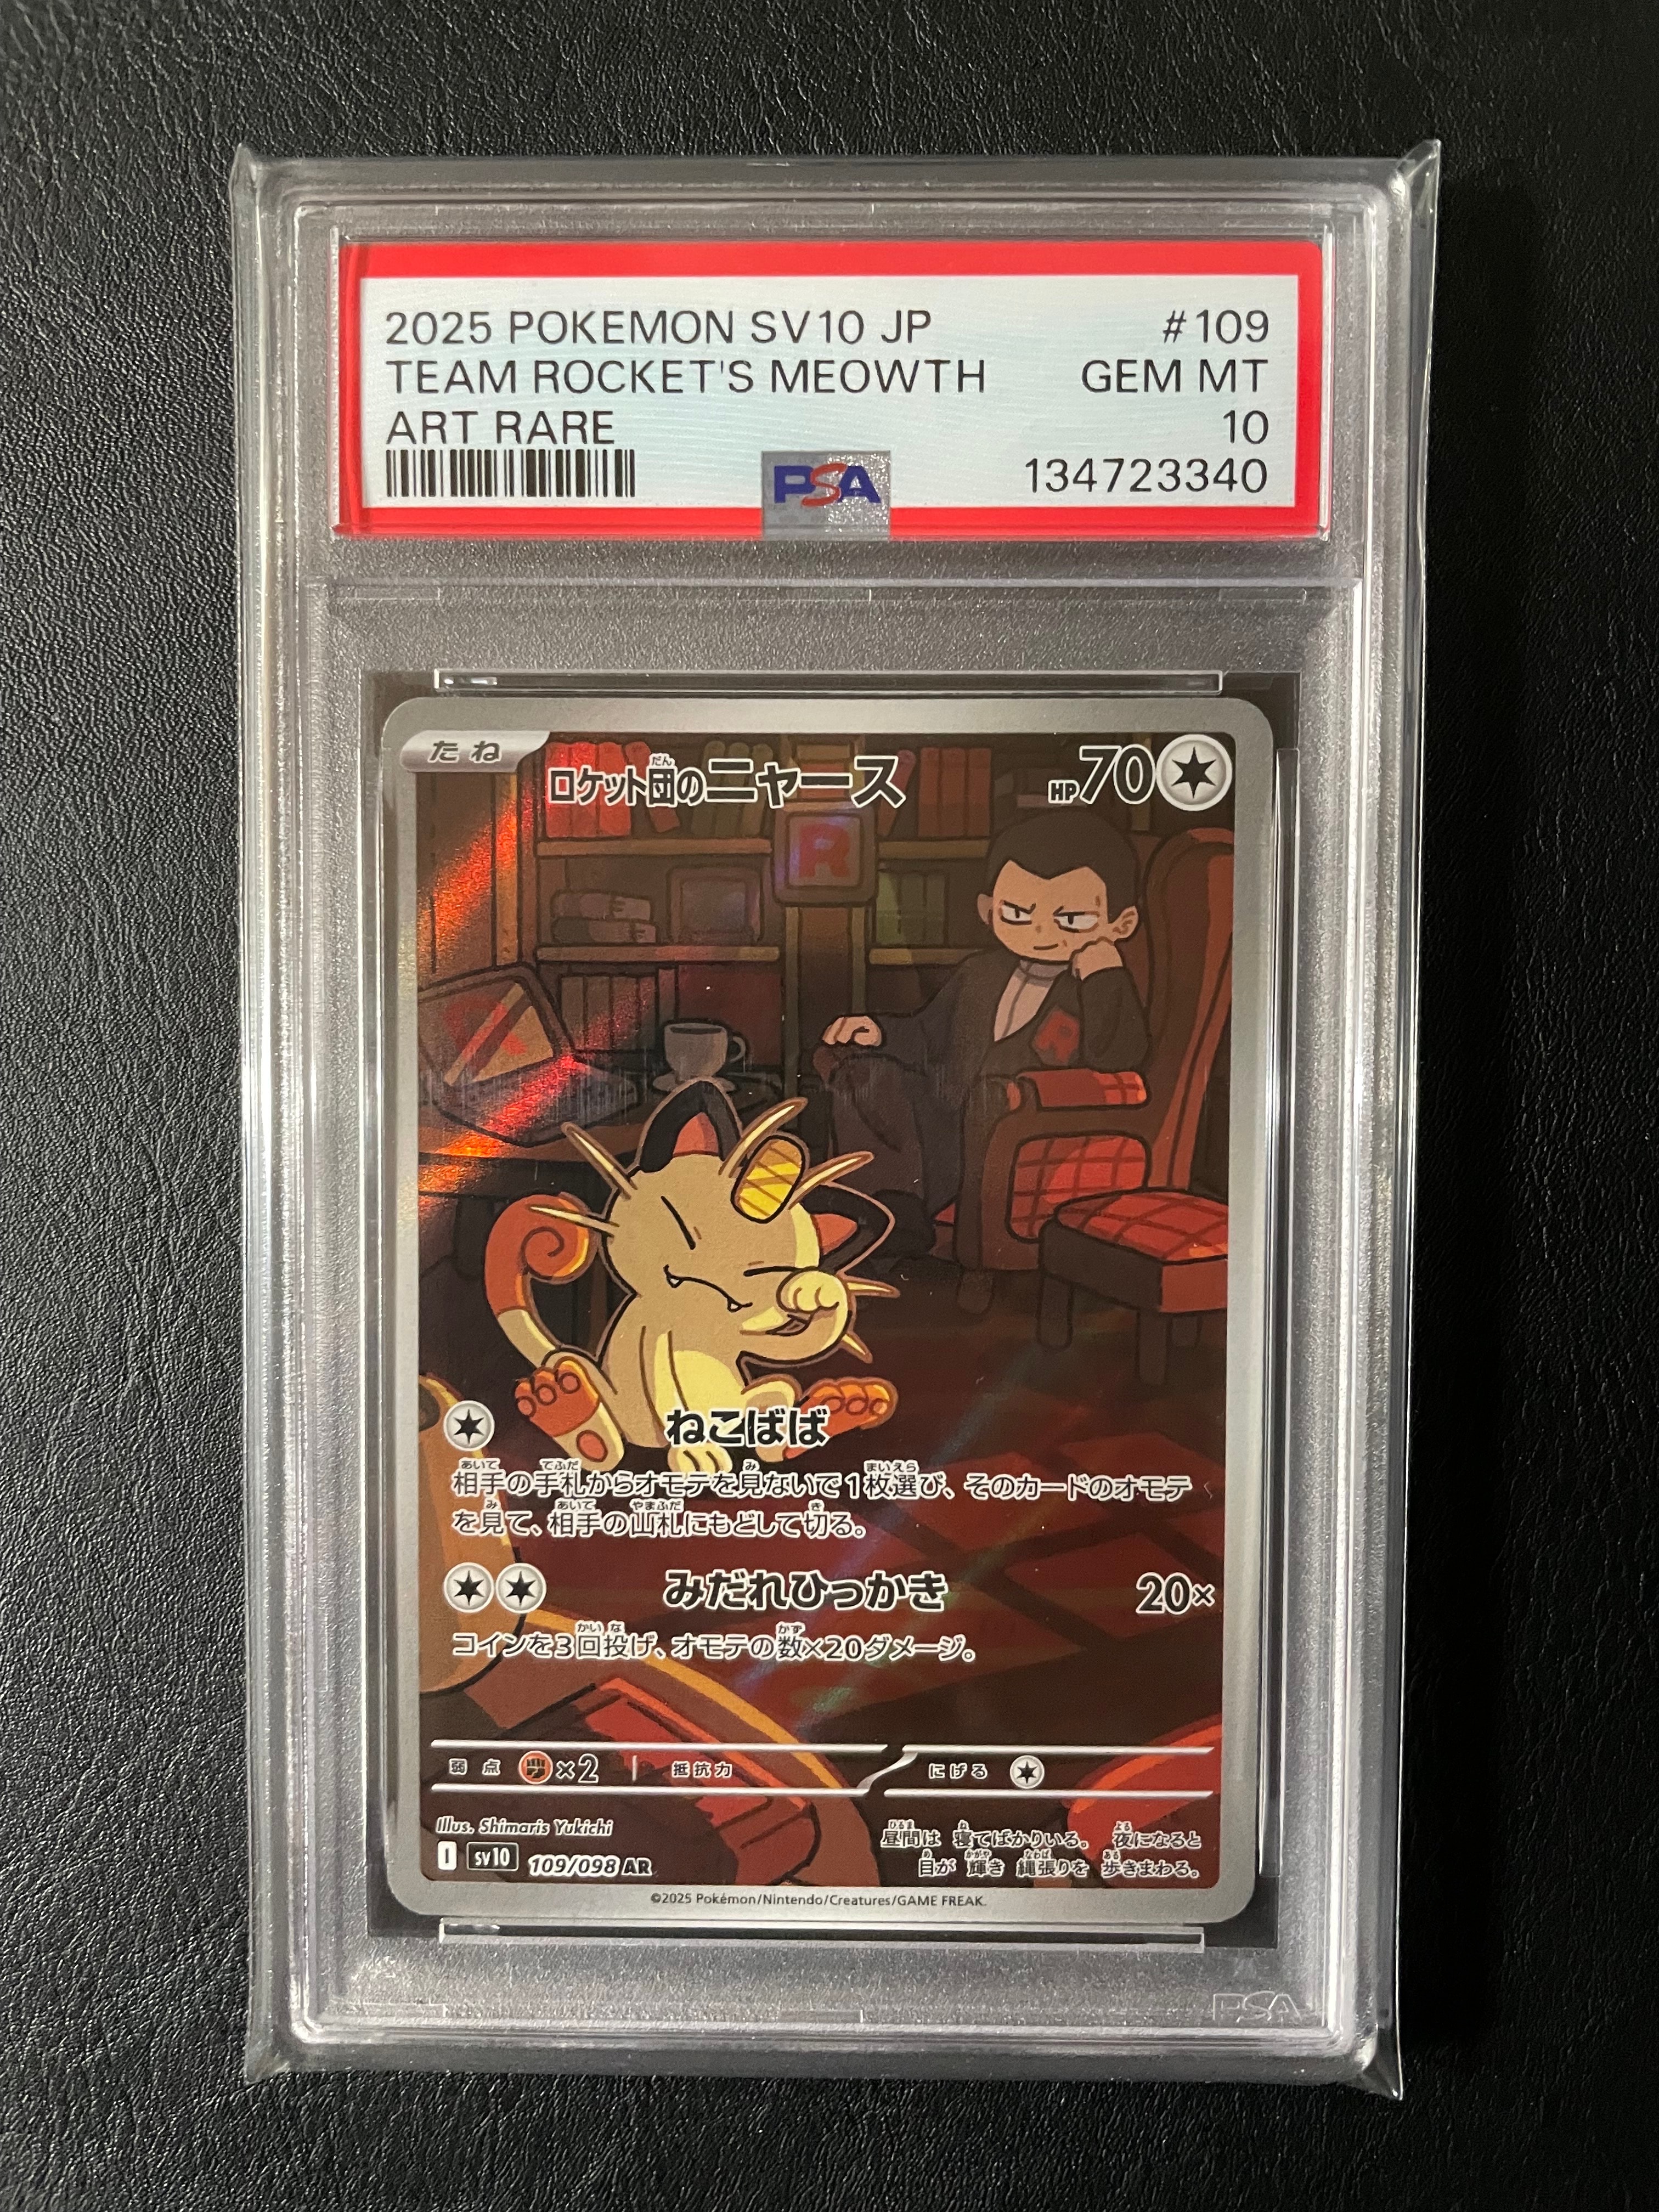 2025 POKEMON SV10 JP #109
TEAM ROCKET'S MEOWTH GEM MT
ART RARE 10
PSA 134723340
たね ロケット団のニャース HP70
だん
R
R
R
ねこばば
相手の手札からオモテを見ないで1枚選び、そのカードのオモテ
を見て、相手の山札にもどして切る。
みだれひっかき 20×
コインを3回投げ、オモテの数×20ダメージ。
弱点 ×2 抵抗力 にげる
Illus. Shimaris Yukichi
昼間は 寝てばかりいる。 夜になると
目が 輝き 縄張りを 歩きまわる。
I sv10 109/098 AR
©2025 Pokémon/Nintendo/Creatures/GAME FREAK.
PSA